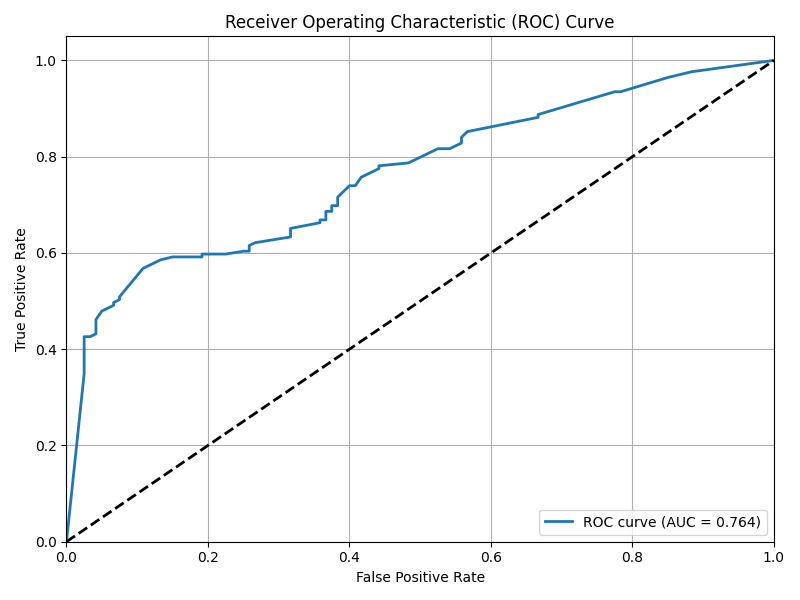 Receiver Operating Characteristic (ROC) Curve
True Positive Rate
1.0
0.8
0.6
0.4
0.2
0.0
0.0 0.2 0.4 0.6 0.8 1.0
False Positive Rate
ROC curve (AUC = 0.764)